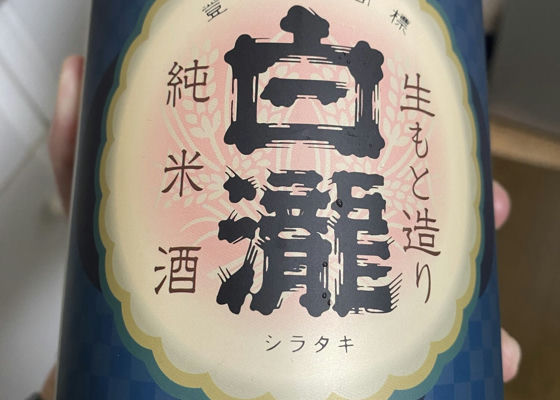 白瀧
生もと造り
純米酒
シラタキ